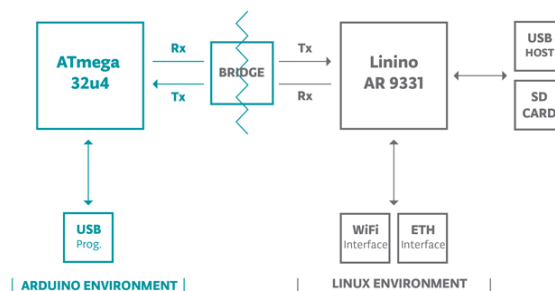 ATmega
32u4
Rx
Tx
BRIDGE
Tx
Rx
Linino
AR 9331
USB
HOST
SD
CARD
USB
Prog.
WiFi
Interface
ETH
Interface
ARDUINO ENVIRONMENT
LINUX ENVIRONMENT